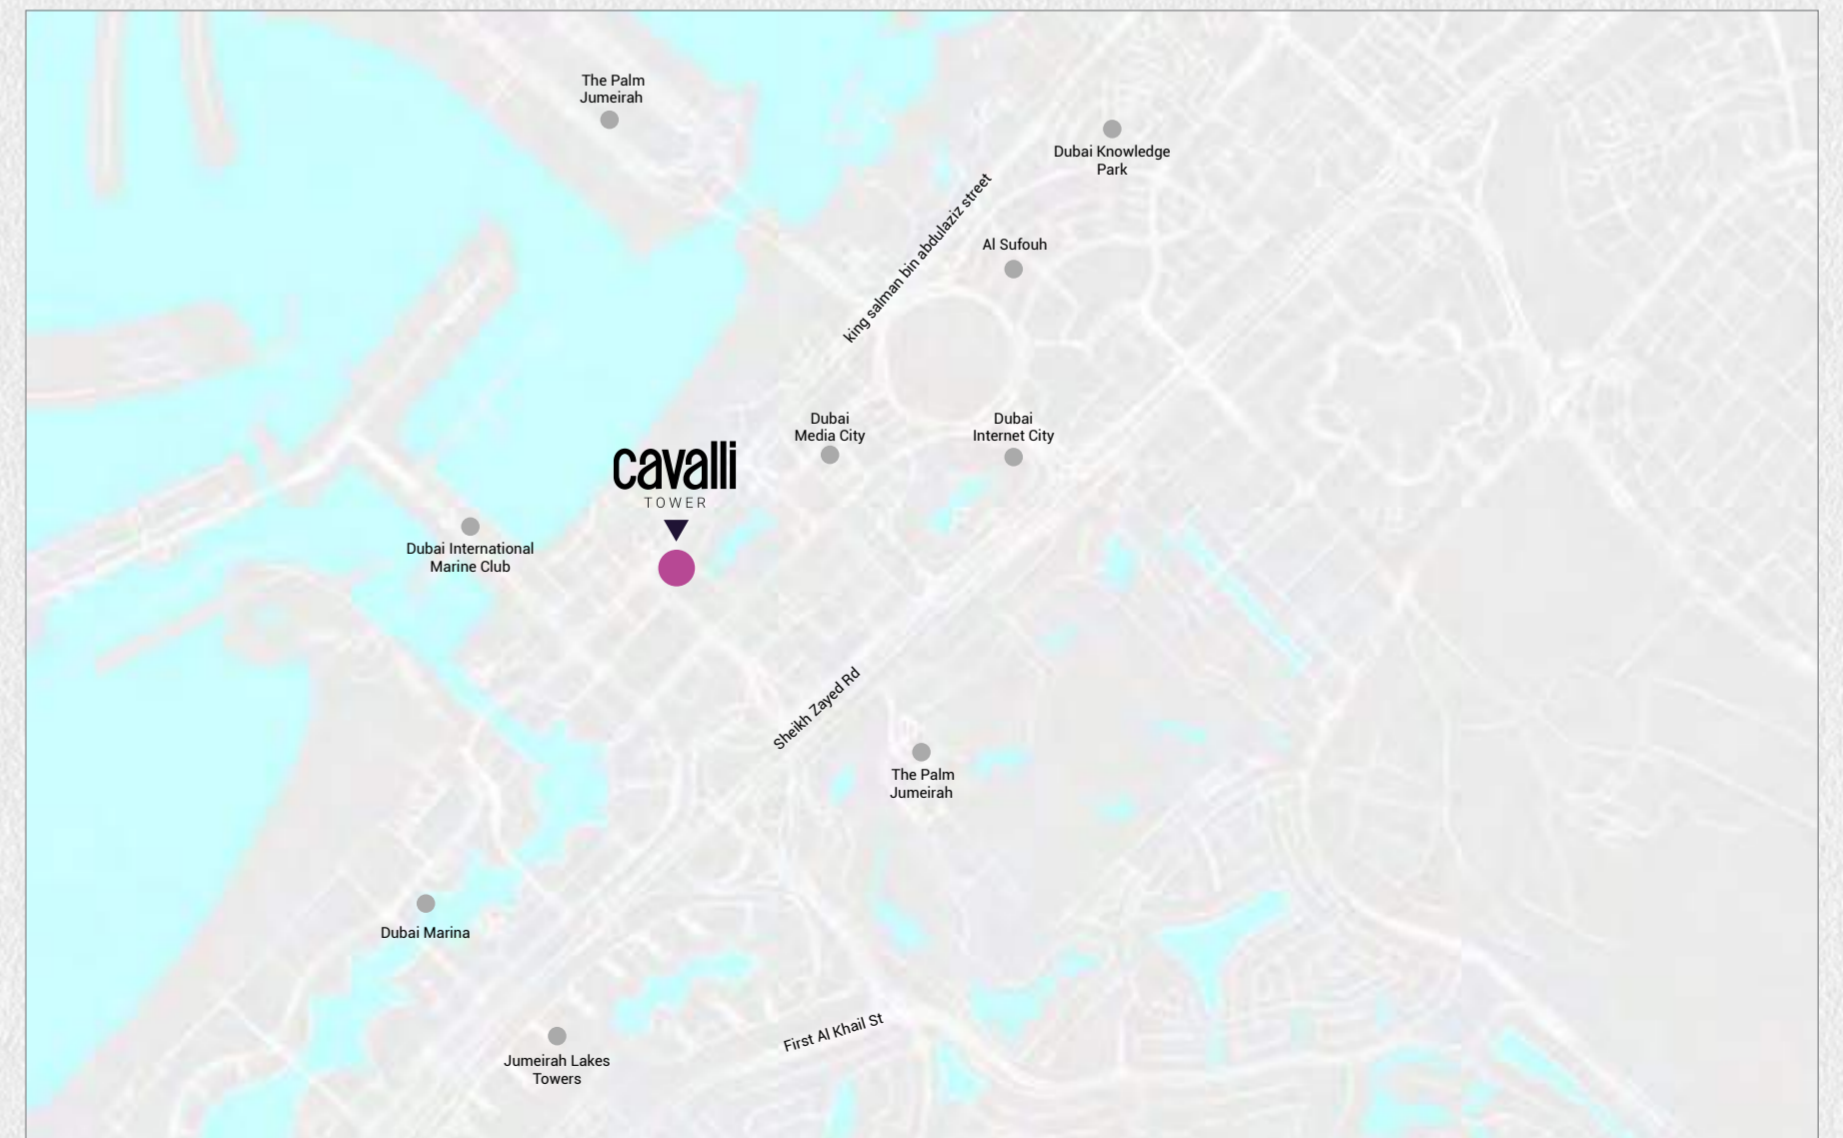 The Palm
Jumeirah
Dubai Knowledge
Park
king salman bin abdulaziz street
Al Sufouh
Dubai
Media City
Dubai
Internet City
cavalli
TOWER
Dubai International
Marine Club
Sheikh Zayed Rd
The Palm
Jumeirah
Dubai Marina
First Al Khail St
Jumeirah Lakes
Towers